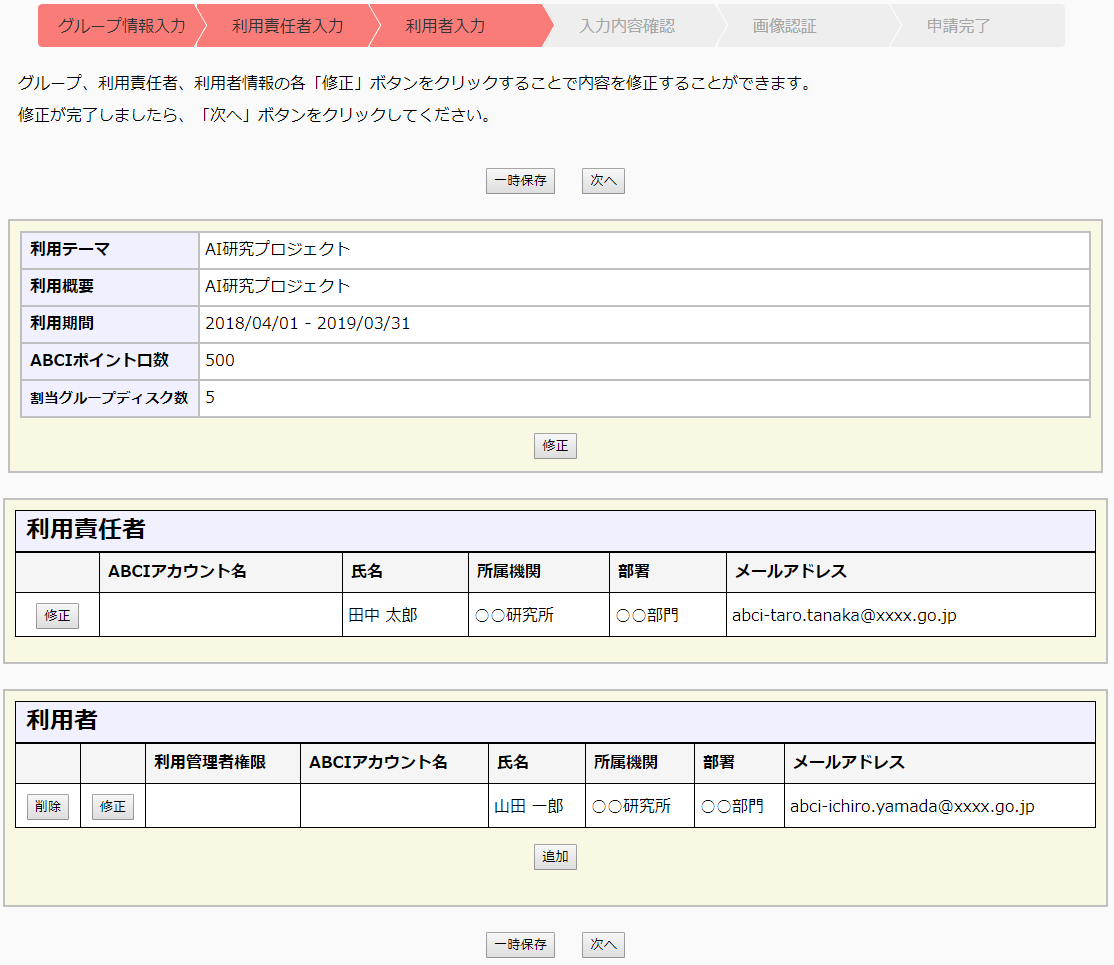 グループ情報入力 利用責任者入力 利用者入力 入力内容確認 画像認証 申請完了
グループ、利用責任者、利用者情報の各「修正」ボタンをクリックすることで内容を修正することができます。
修正が完了しましたら、「次へ」ボタンをクリックしてください。
一時保存 次へ
利用テーマ AI研究プロジェクト
利用概要 AI研究プロジェクト
利用期間 2018/04/01 - 2019/03/31
ABCIポイント口数 500
割当グループディスク数 5
修正
利用責任者
ABCIアカウント名 氏名 所属機関 部署 メールアドレス
修正 田中 太郎 〇〇研究所 〇〇部門 abci-taro.tanaka@xxxx.go.jp
利用者
利用管理者権限 ABCIアカウント名 氏名 所属機関 部署 メールアドレス
削除 修正 山田 一郎 〇〇研究所 〇〇部門 abci-ichiro.yamada@xxxx.go.jp
追加
一時保存 次へ